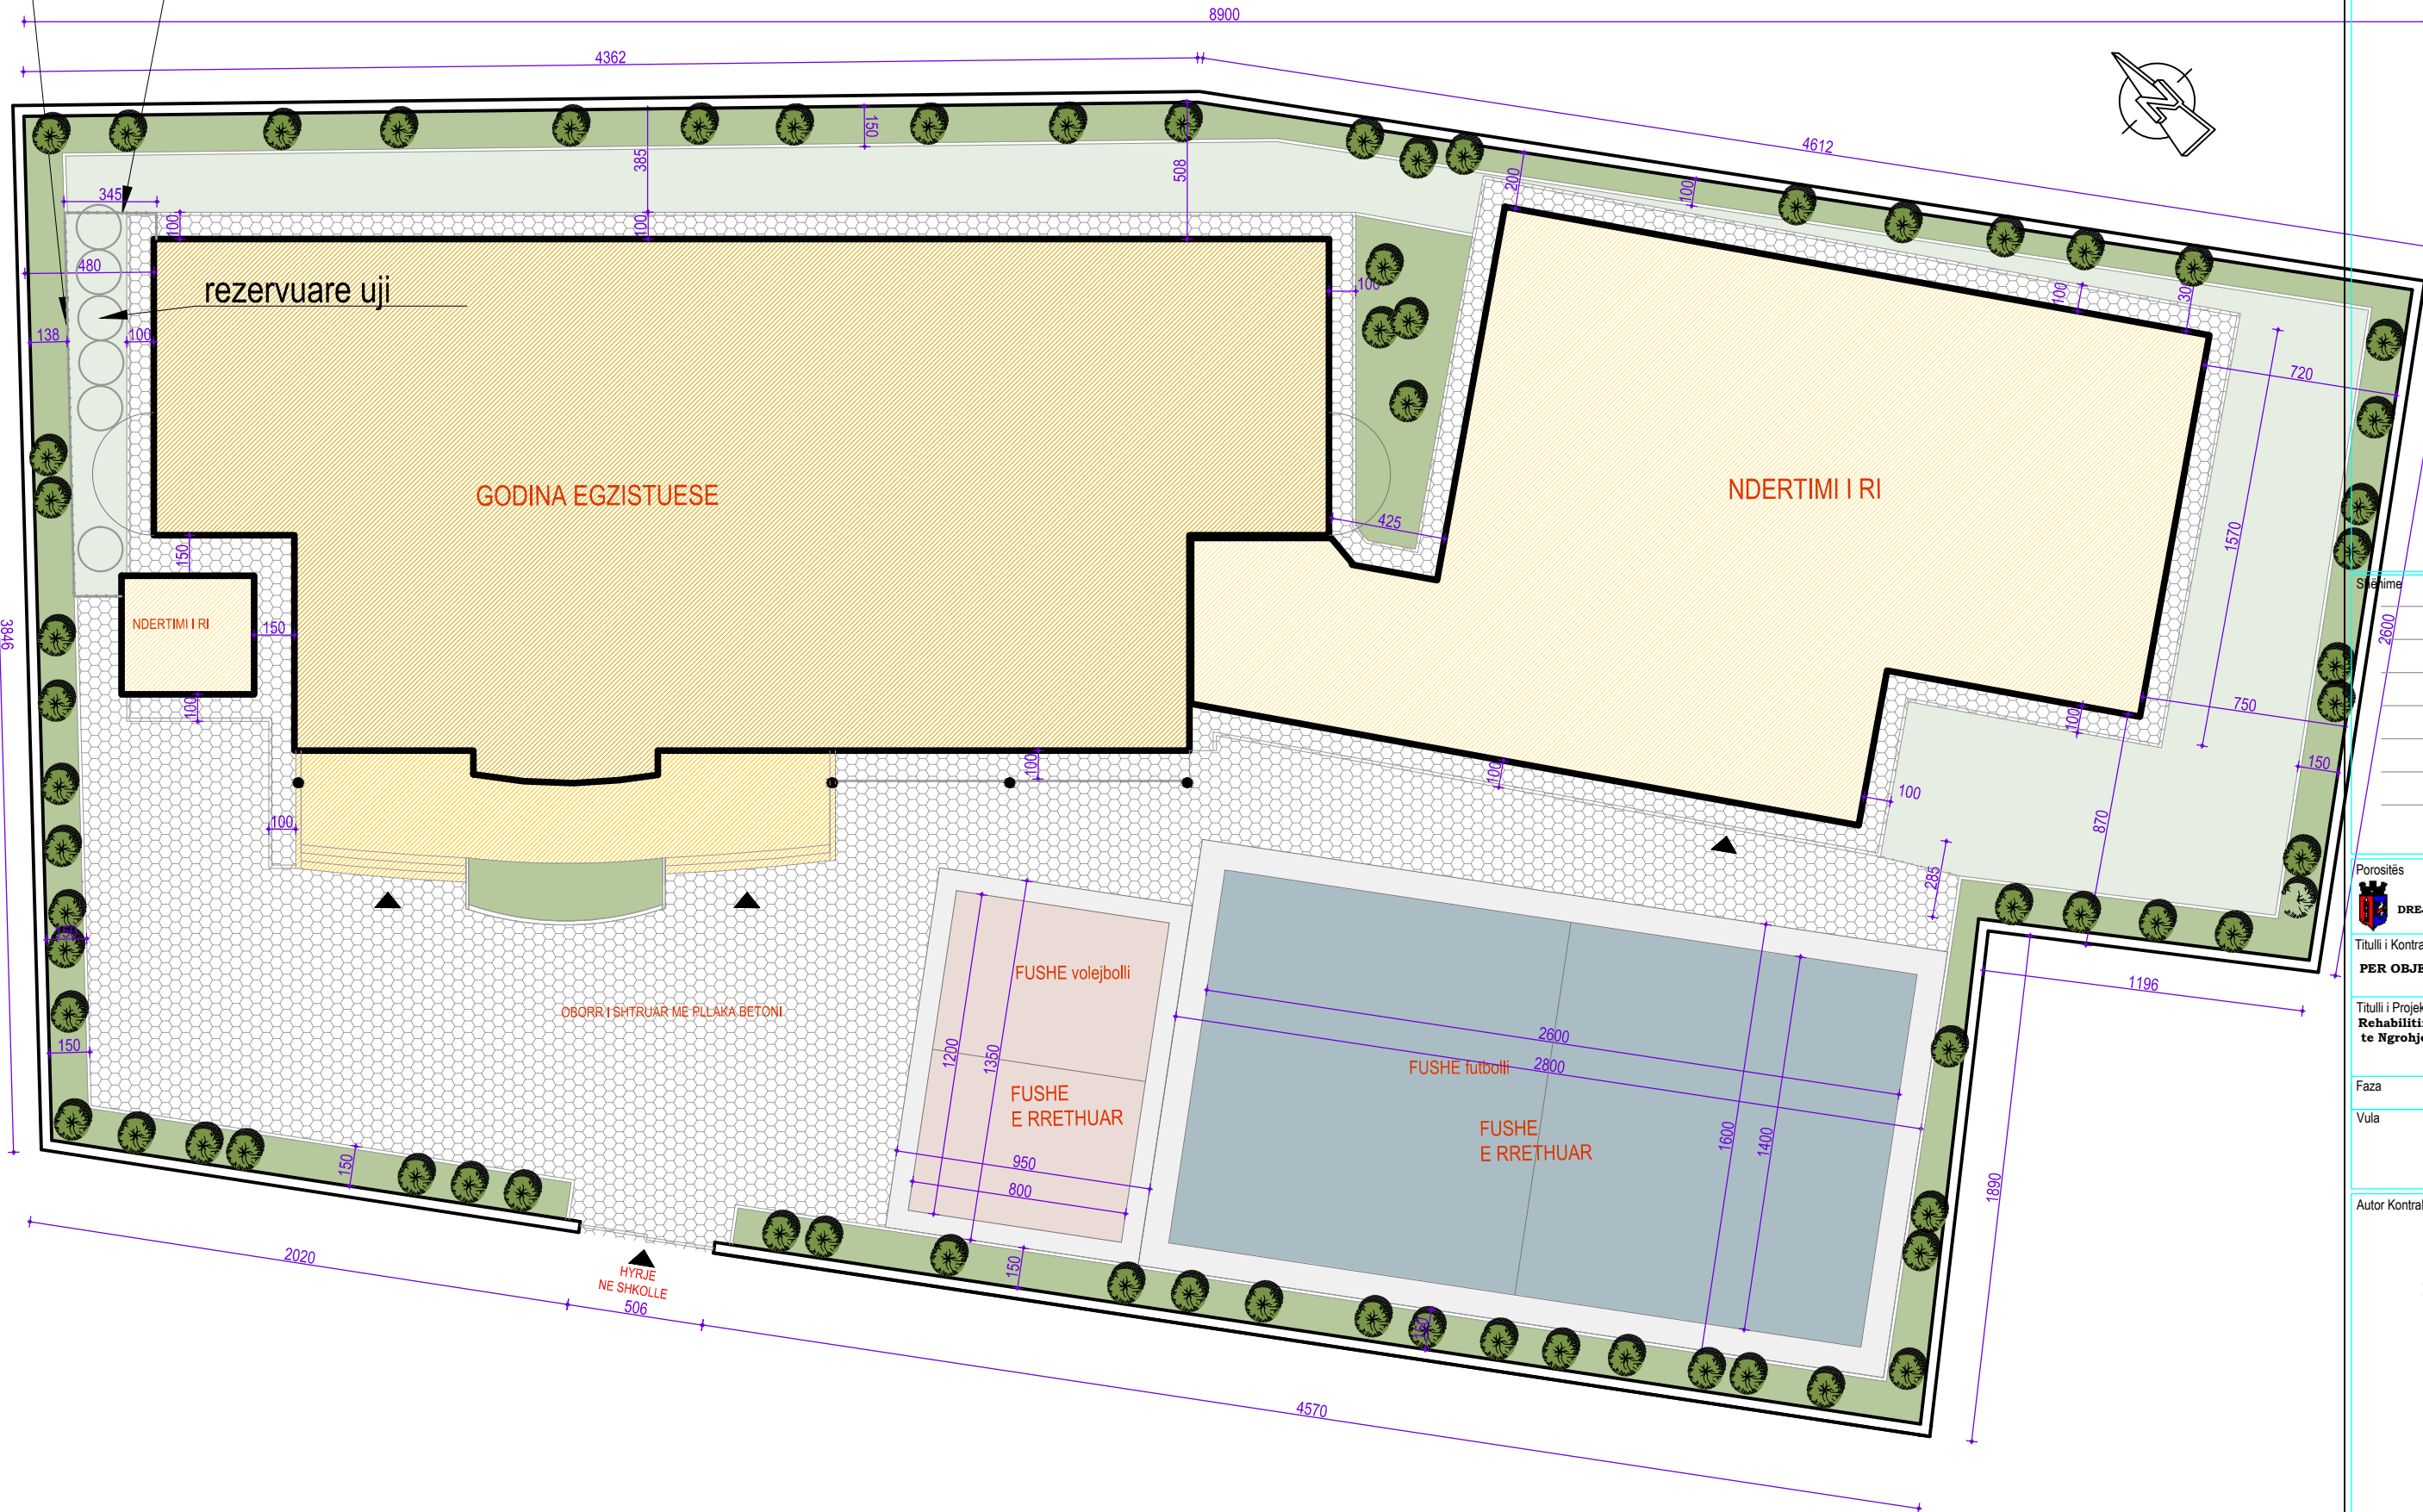 8900
4362
4612
150
385
508
200
100
345
100
100
480
rezervuare uji
138
100
100
100
30
720
GODINA EGZISTUESE
NDERTIMI I RI
425
1570
150
NDERTIMI I RI
150
3846
2600
100
750
100
100
150
100
100
100
870
285
150
FUSHE volejbolli
OBORR I SHTRUAR ME PLLAKA BETONI
1196
150
1200
1350
2600
2800
FUSHE futbolli
FUSHE
E RRETHUAR
FUSHE
E RRETHUAR
1600
1400
950
800
150
1890
150
150
2020
HYRJE
NE SHKOLLE
506
4570
Shënime
Porositës
DRE
Titulli i Kontra
PER OBJE
Titulli i Projek
Rehabiliti
te Ngrohje
Faza
Vula
Autor Kontra